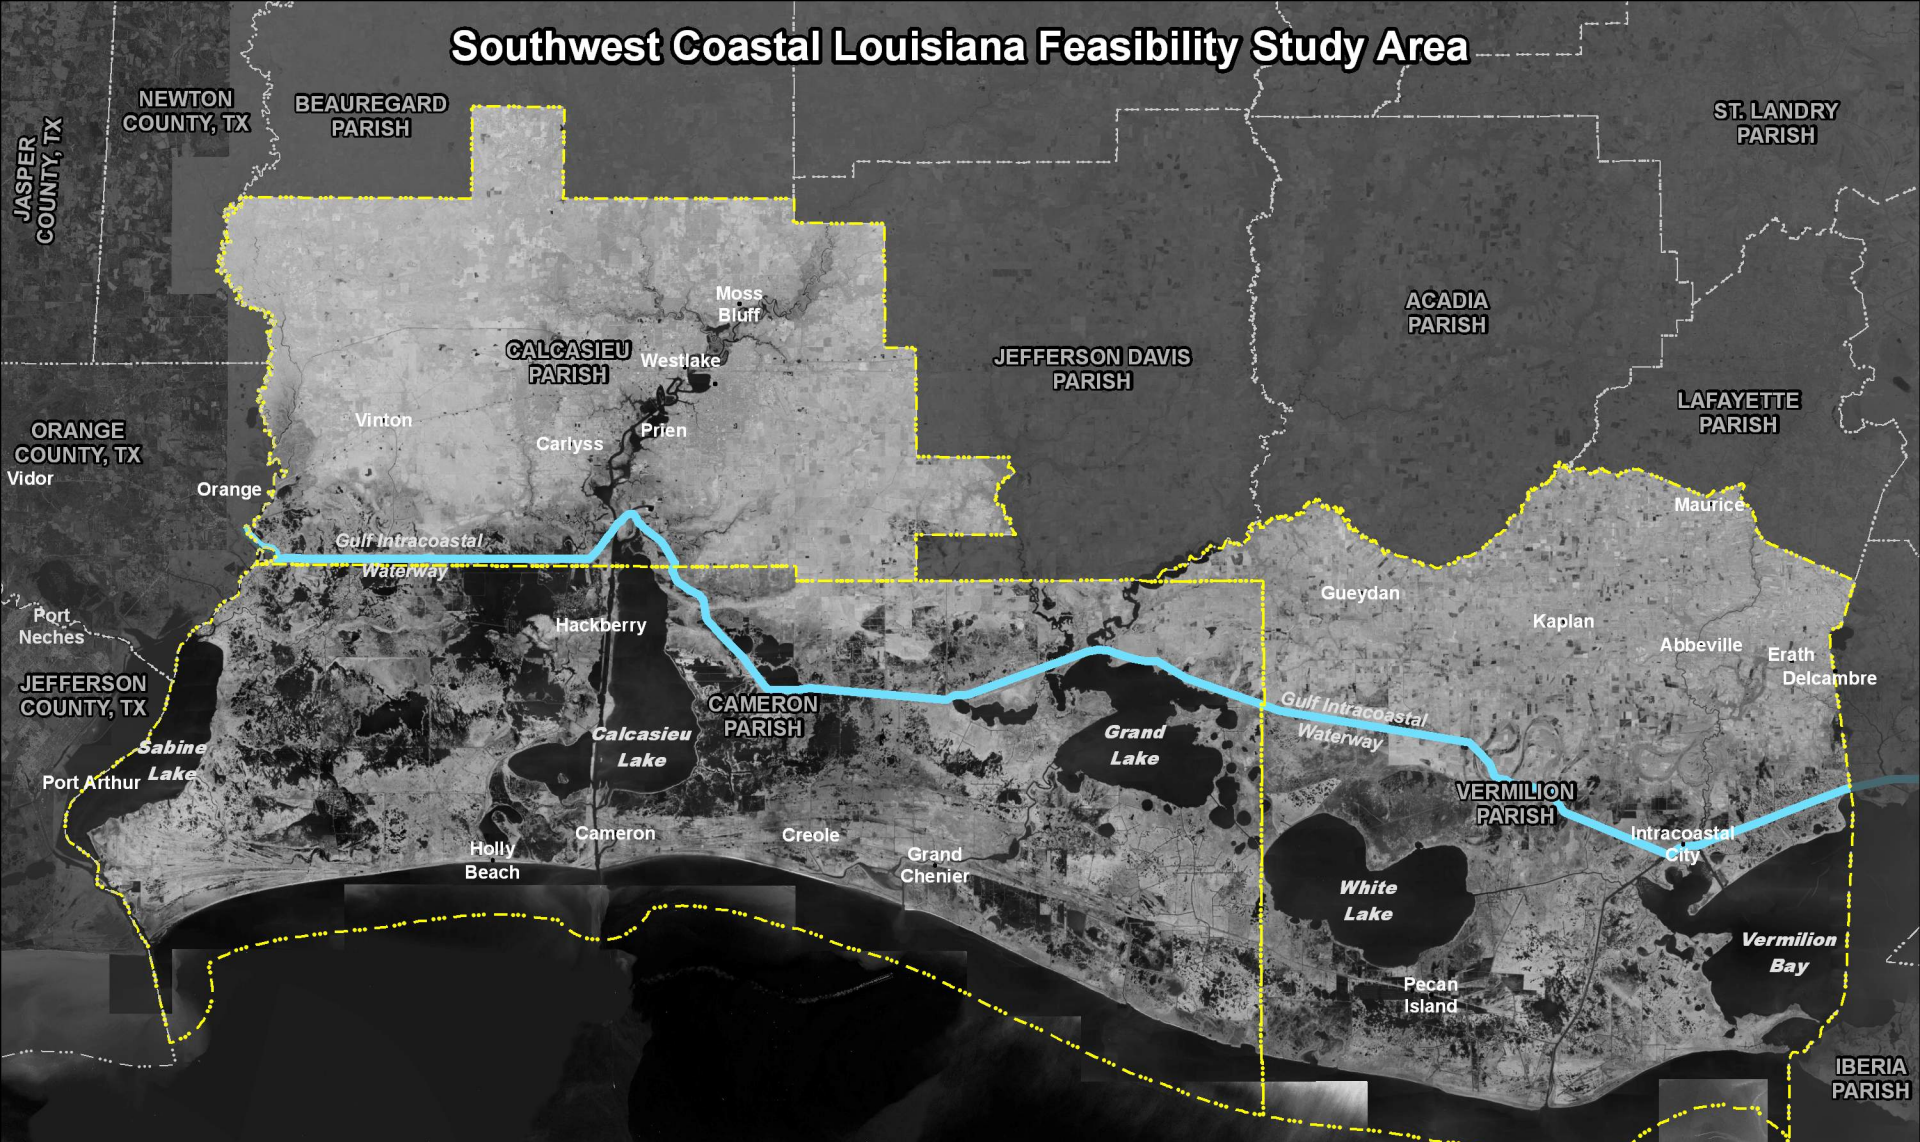 Southwest Coastal Louisiana Feasibility Study Area
NEWTON
COUNTY, TX
BEAUREGARD
PARISH
ST. LANDRY
PARISH
JASPER
COUNTY, TX
Moss
Bluff
ACADIA
PARISH
CALCASIEU
PARISH
Westlake
JEFFERSON DAVIS
PARISH
LAFAYETTE
PARISH
Vinton
Carlyss
Prien
ORANGE
COUNTY, TX
Vidor
Orange
Maurice
Gulf Intracoastal
Waterway
Port
Neches
Hackberry
Gueydan
Kaplan
Abbeville
Erath
Delcambre
JEFFERSON
COUNTY, TX
CAMERON
PARISH
Gulf Intracoastal
Waterway
Sabine
Lake
Port Arthur
Calcasieu
Lake
Grand
Lake
VERMILION
PARISH
Cameron
Creole
Intracoastal
City
Holly
Beach
Grand
Chenier
White
Lake
Vermilion
Bay
Pecan
Island
IBERIA
PARISH